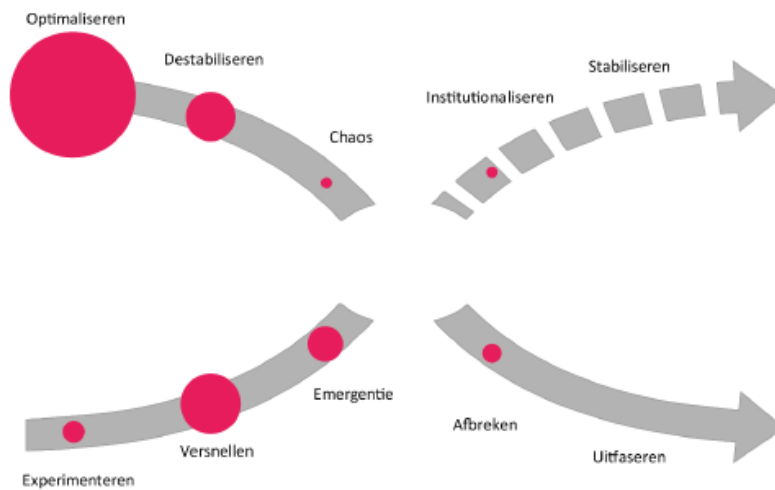 Optimaliseren
Destabiliseren
Chaos
Institutionaliseren
Stabiliseren
Experimenteren
Versnellen
Emergentie
Afbreken
Uitfaseren